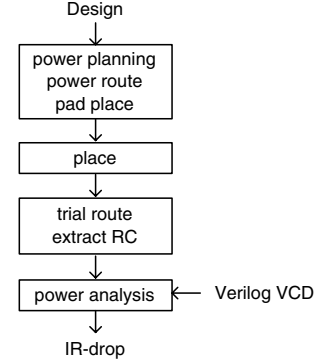 Design
power planning
power route
pad place
place
trial route
extract RC
power analysis
Verilog VCD
IR-drop